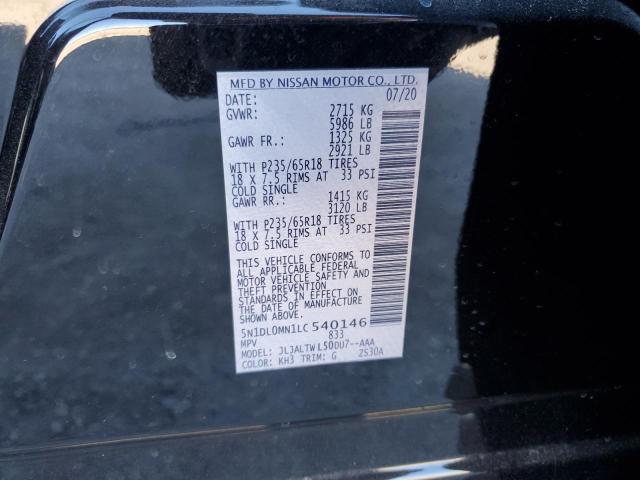 MFD BY NISSAN MOTOR CO., LTD.
DATE: 07/20
GVWR: 2715 KG
5986 LB
GAWR FR.: 1325 KG
2921 LB
WITH P235/65R18 TIRES
18 X 7.5 RIMS AT 33 PSI
COLD SINGLE
GAWR RR.: 1415 KG
3120 LB
WITH P235/65R18 TIRES
18 X 7.5 RIMS AT 33 PSI
COLD SINGLE
THIS VEHICLE CONFORMS TO
ALL APPLICABLE FEDERAL
MOTOR VEHICLE SAFETY AND
THEFT PREVENTION
STANDARDS IN EFFECT ON
THE DATE OF MANUFACTURE
SHOWN ABOVE.
5N1DL0MN1LC 540146
MPV 833
MODEL: JLJALTWL50UU7--AAA
COLOR: KH3 TRIM: G 2S30A